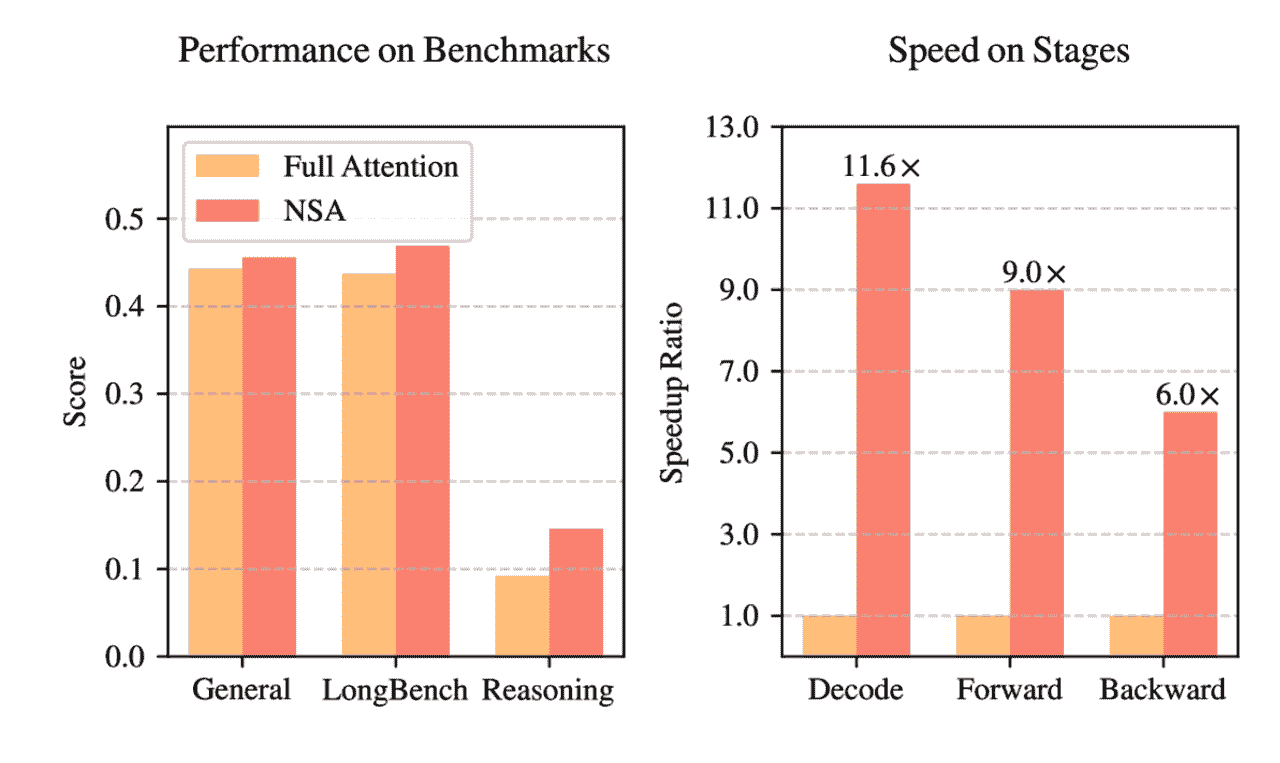 Performance on Benchmarks
Full Attention
NSA
Score
0.5
0.4
0.3
0.2
0.1
0.0
General LongBench Reasoning
Speed on Stages
Speedup Ratio
13.0
11.0
9.0
7.0
5.0
3.0
1.0
11.6×
9.0×
6.0×
Decode Forward Backward